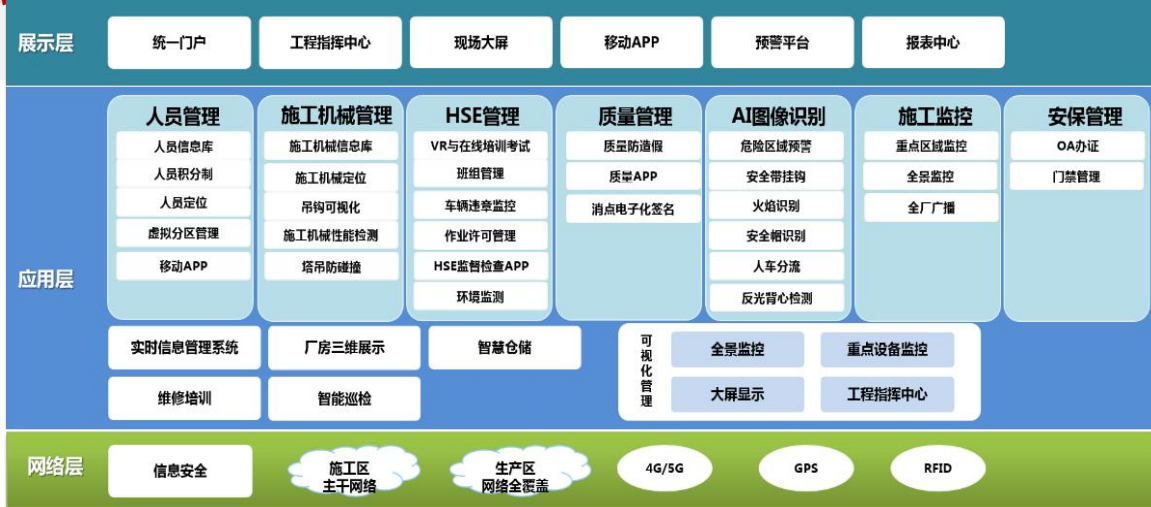 展示层
统一门户
工程指挥中心
现场大屏
移动APP
预警平台
报表中心
应用层
人员管理
人员信息库
人员积分制
人员定位
虚拟分区管理
移动APP
施工机械管理
施工机械信息库
施工机械定位
吊钩可视化
施工机械性能检测
塔吊防碰撞
HSE管理
VR与在线培训考试
班组管理
车辆违章监控
作业许可管理
HSE监督检查APP
环境监测
质量管理
质量防造假
质量APP
消点电子化签名
AI图像识别
危险区域预警
安全带挂钩
火焰识别
安全帽识别
人车分流
反光背心检测
施工监控
重点区域监控
全景监控
全厂广播
安保管理
OA办证
门禁管理
实时信息管理系统
厂房三维展示
智慧仓储
维修培训
智能巡检
可视化管理
全景监控
重点设备监控
大屏显示
工程指挥中心
网络层
信息安全
施工区
主干网络
生产区
网络全覆盖
4G/5G
GPS
RFID